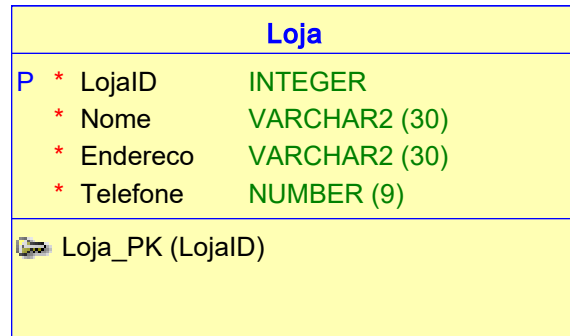 Loja
P * LojaID INTEGER
* Nome VARCHAR2 (30)
* Endereco VARCHAR2 (30)
* Telefone NUMBER (9)
Loja_PK (LojaID)